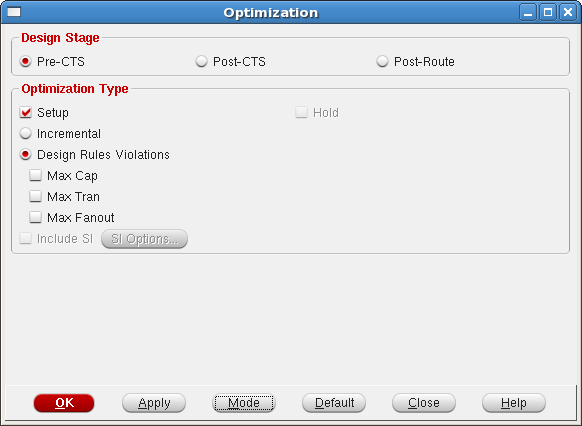 Optimization
Design Stage
Pre-CTS Post-CTS Post-Route
Optimization Type
Setup Hold
Incremental
Design Rules Violations
Max Cap
Max Tran
Max Fanout
Include SI SI Options...
OK Apply Mode Default Close Help